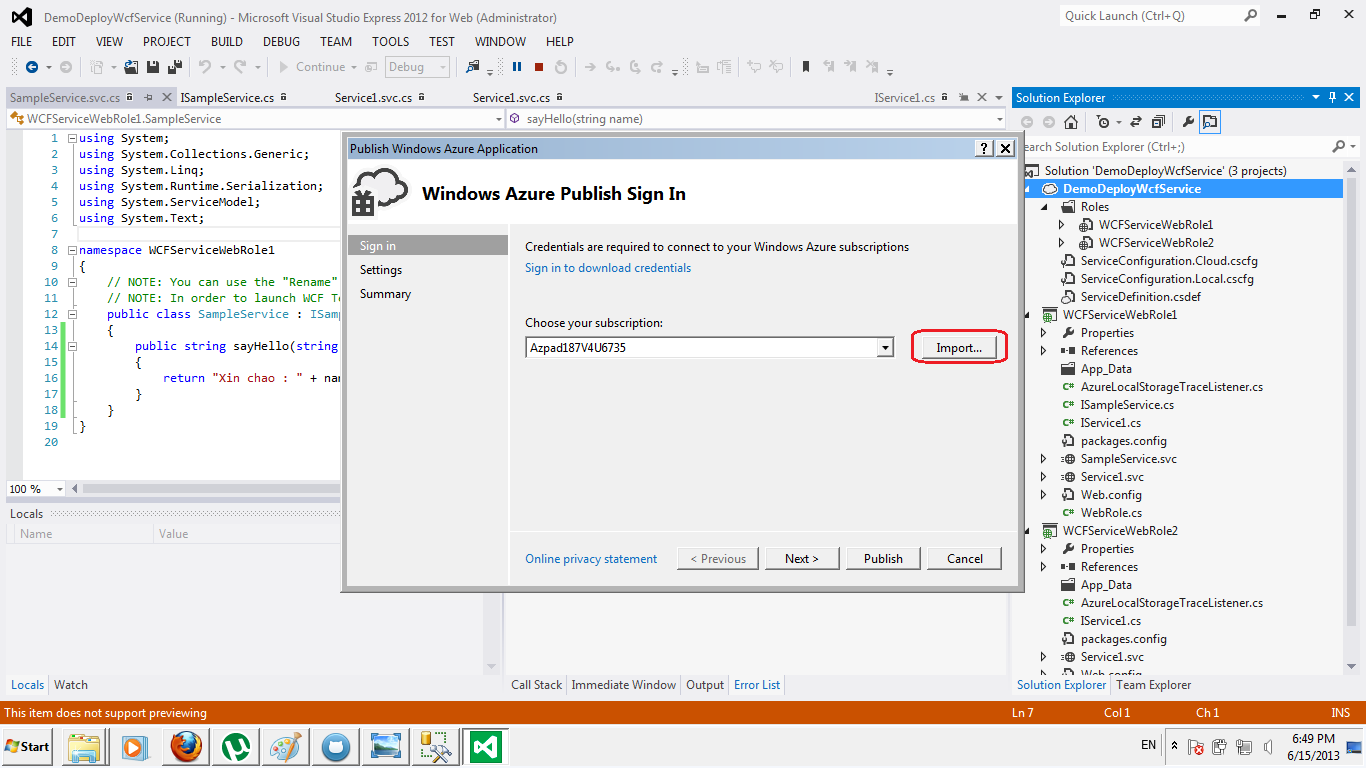 DemoDeployWcfService (Running) - Microsoft Visual Studio Express 2012 for Web (Administrator)
Quick Launch (Ctrl+Q)
FILE EDIT VIEW PROJECT BUILD DEBUG TEAM TOOLS TEST WINDOW HELP
Continue Debug
SampleService.svc.cs ISampleService.cs Service1.svc.cs Service1.svc.cs IService1.cs
WCFServiceWebRole1.SampleService sayHello(string name)
1 using System;
2 using System.Collections.Generic;
3 using System.Linq;
4 using System.Runtime.Serialization;
5 using System.ServiceModel;
6 using System.Text;
7
8 namespace WCFServiceWebRole1
9 {
10 // NOTE: You can use the "Rename"
11 // NOTE: In order to launch WCF T
12 public class SampleService : ISamp
13 {
14 public string sayHello(string
15 {
16 return "Xin chao : " + nam
17 }
18 }
19 }
20
100 %
Locals
Name Value
Locals Watch
Publish Windows Azure Application
Windows Azure Publish Sign In
Sign in
Settings
Summary
Credentials are required to connect to your Windows Azure subscriptions
Sign in to download credentials
Choose your subscription:
Azpad187V4U6735
Import...
Online privacy statement < Previous Next > Publish Cancel
Call Stack Immediate Window Output Error List
Solution Explorer
earch Solution Explorer (Ctrl+;)
Solution 'DemoDeployWcfService' (3 projects)
DemoDeployWcfService
Roles
WCFServiceWebRole1
WCFServiceWebRole2
ServiceConfiguration.Cloud.cscfg
ServiceConfiguration.Local.cscfg
ServiceDefinition.csdef
WCFServiceWebRole1
Properties
References
App_Data
AzureLocalStorageTraceListener.cs
ISampleService.cs
IService1.cs
packages.config
SampleService.svc
Service1.svc
Web.config
WebRole.cs
WCFServiceWebRole2
Properties
References
App_Data
AzureLocalStorageTraceListener.cs
IService1.cs
packages.config
Service1.svc
Web.config
Solution Explorer Team Explorer
This item does not support previewing Ln 7 Col 1 Ch 1 INS
Start EN 6:49 PM
6/15/2013